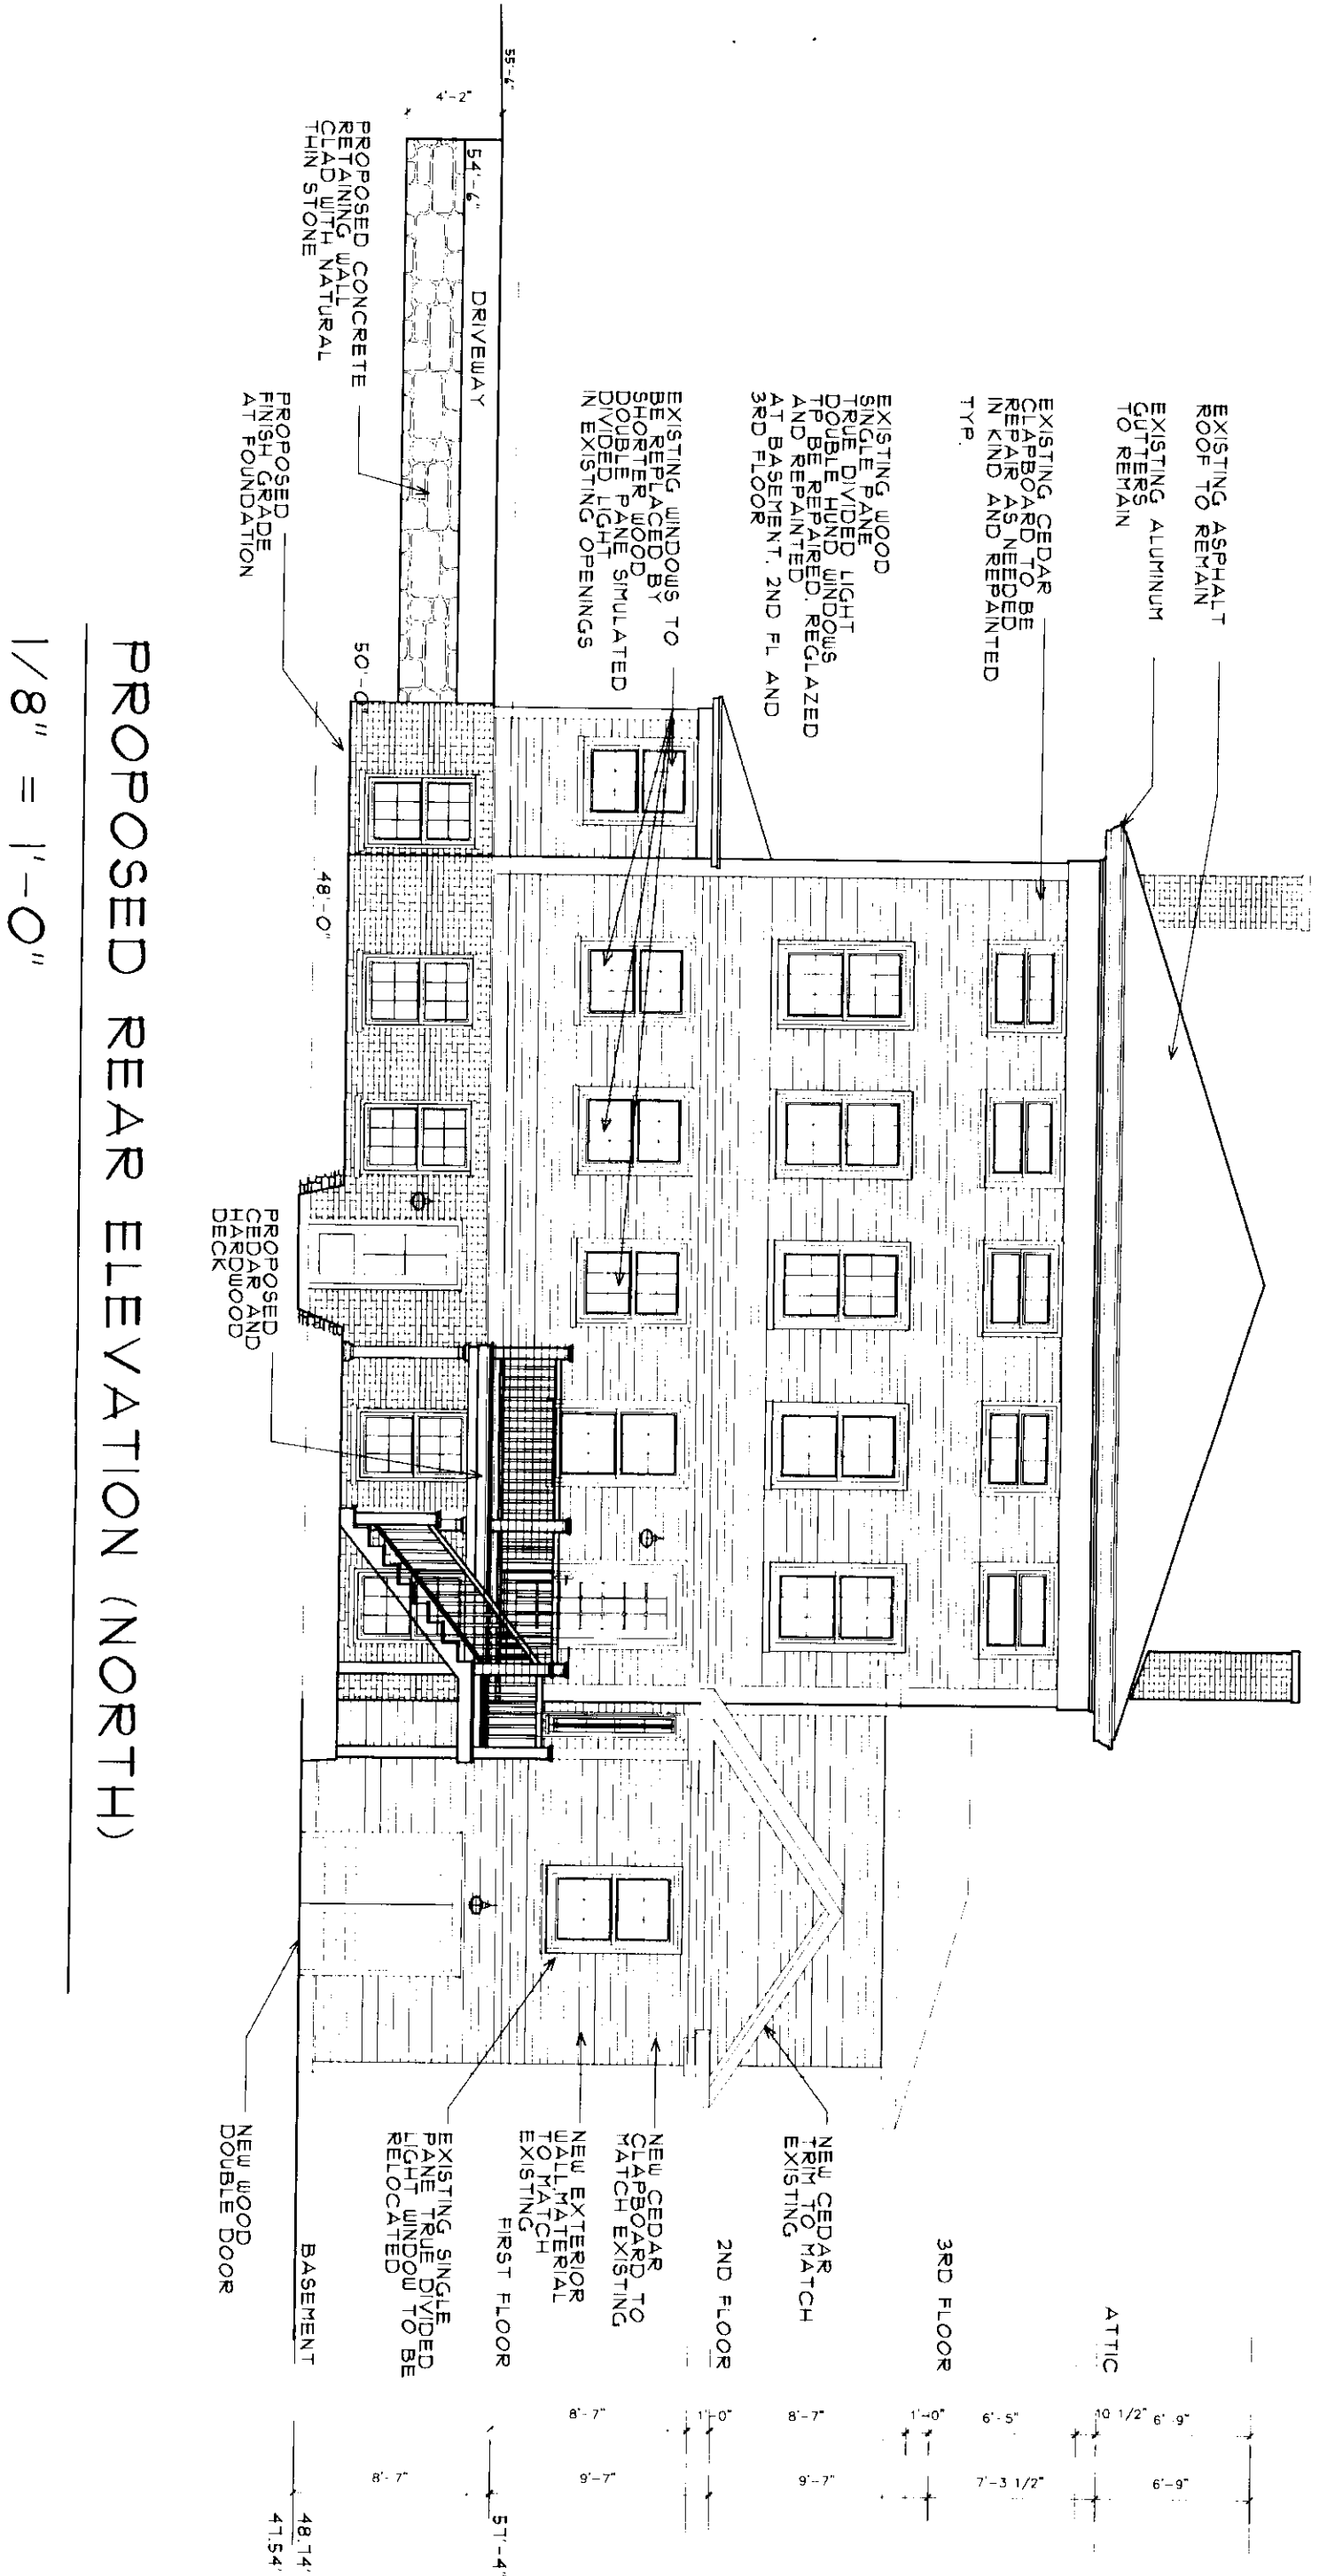 EXISTING ASPHALT
ROOF TO REMAIN
EXISTING ALUMINUM
GUTTERS
TO REMAIN
EXISTING CEDAR
CLAPBOARD TO BE
REPAIR AS NEEDED
IN KIND AND REPAINTED
TYP.
EXISTING WOOD
SINGLE PANE
TRUE DIVIDED LIGHT
DOUBLE HUND WINDOWS
TP BE REPAIRED. REGLAZED
AND REPAINTED
AT BASEMENT. 2ND FL AND
3RD FLOOR
EXISTING WINDOWS TO
BE REPLACED BY
SHORTER WOOD
DOUBLE PANE SIMULATED
DIVIDED LIGHT
IN EXISTING OPENINGS
55'-6"
4'-2"
54'-6"
DRIVEWAY
PROPOSED CONCRETE
RETAINING WALL
CLAD WITH NATURAL
THIN STONE
50'-0"
PROPOSED
FINISH GRADE
AT FOUNDATION
48'-0"
PROPOSED
CEDAR AND
HARDWOOD
DECK
NEW CEDAR
TRIM TO MATCH
EXISTING
NEW CEDAR
CLAPBOARD TO
MATCH EXISTING
NEW EXTERIOR
WALL MATERIAL
TO MATCH
EXISTING
EXISTING SINGLE
PANE TRUE DIVIDED
LIGHT WINDOW TO BE
RELOCATED
NEW WOOD
DOUBLE DOOR
ATTIC
3RD FLOOR
2ND FLOOR
FIRST FLOOR
BASEMENT
6'-9"
10 1/2"
6'-5"
1'-0"
8'-7"
1'-0"
8'-7"
6'-9"
7'-3 1/2"
9'-7"
9'-7"
8'-7"
57'-4"
48.74'
47.54'
PROPOSED REAR ELEVATION (NORTH)
1/8" = 1'-0"